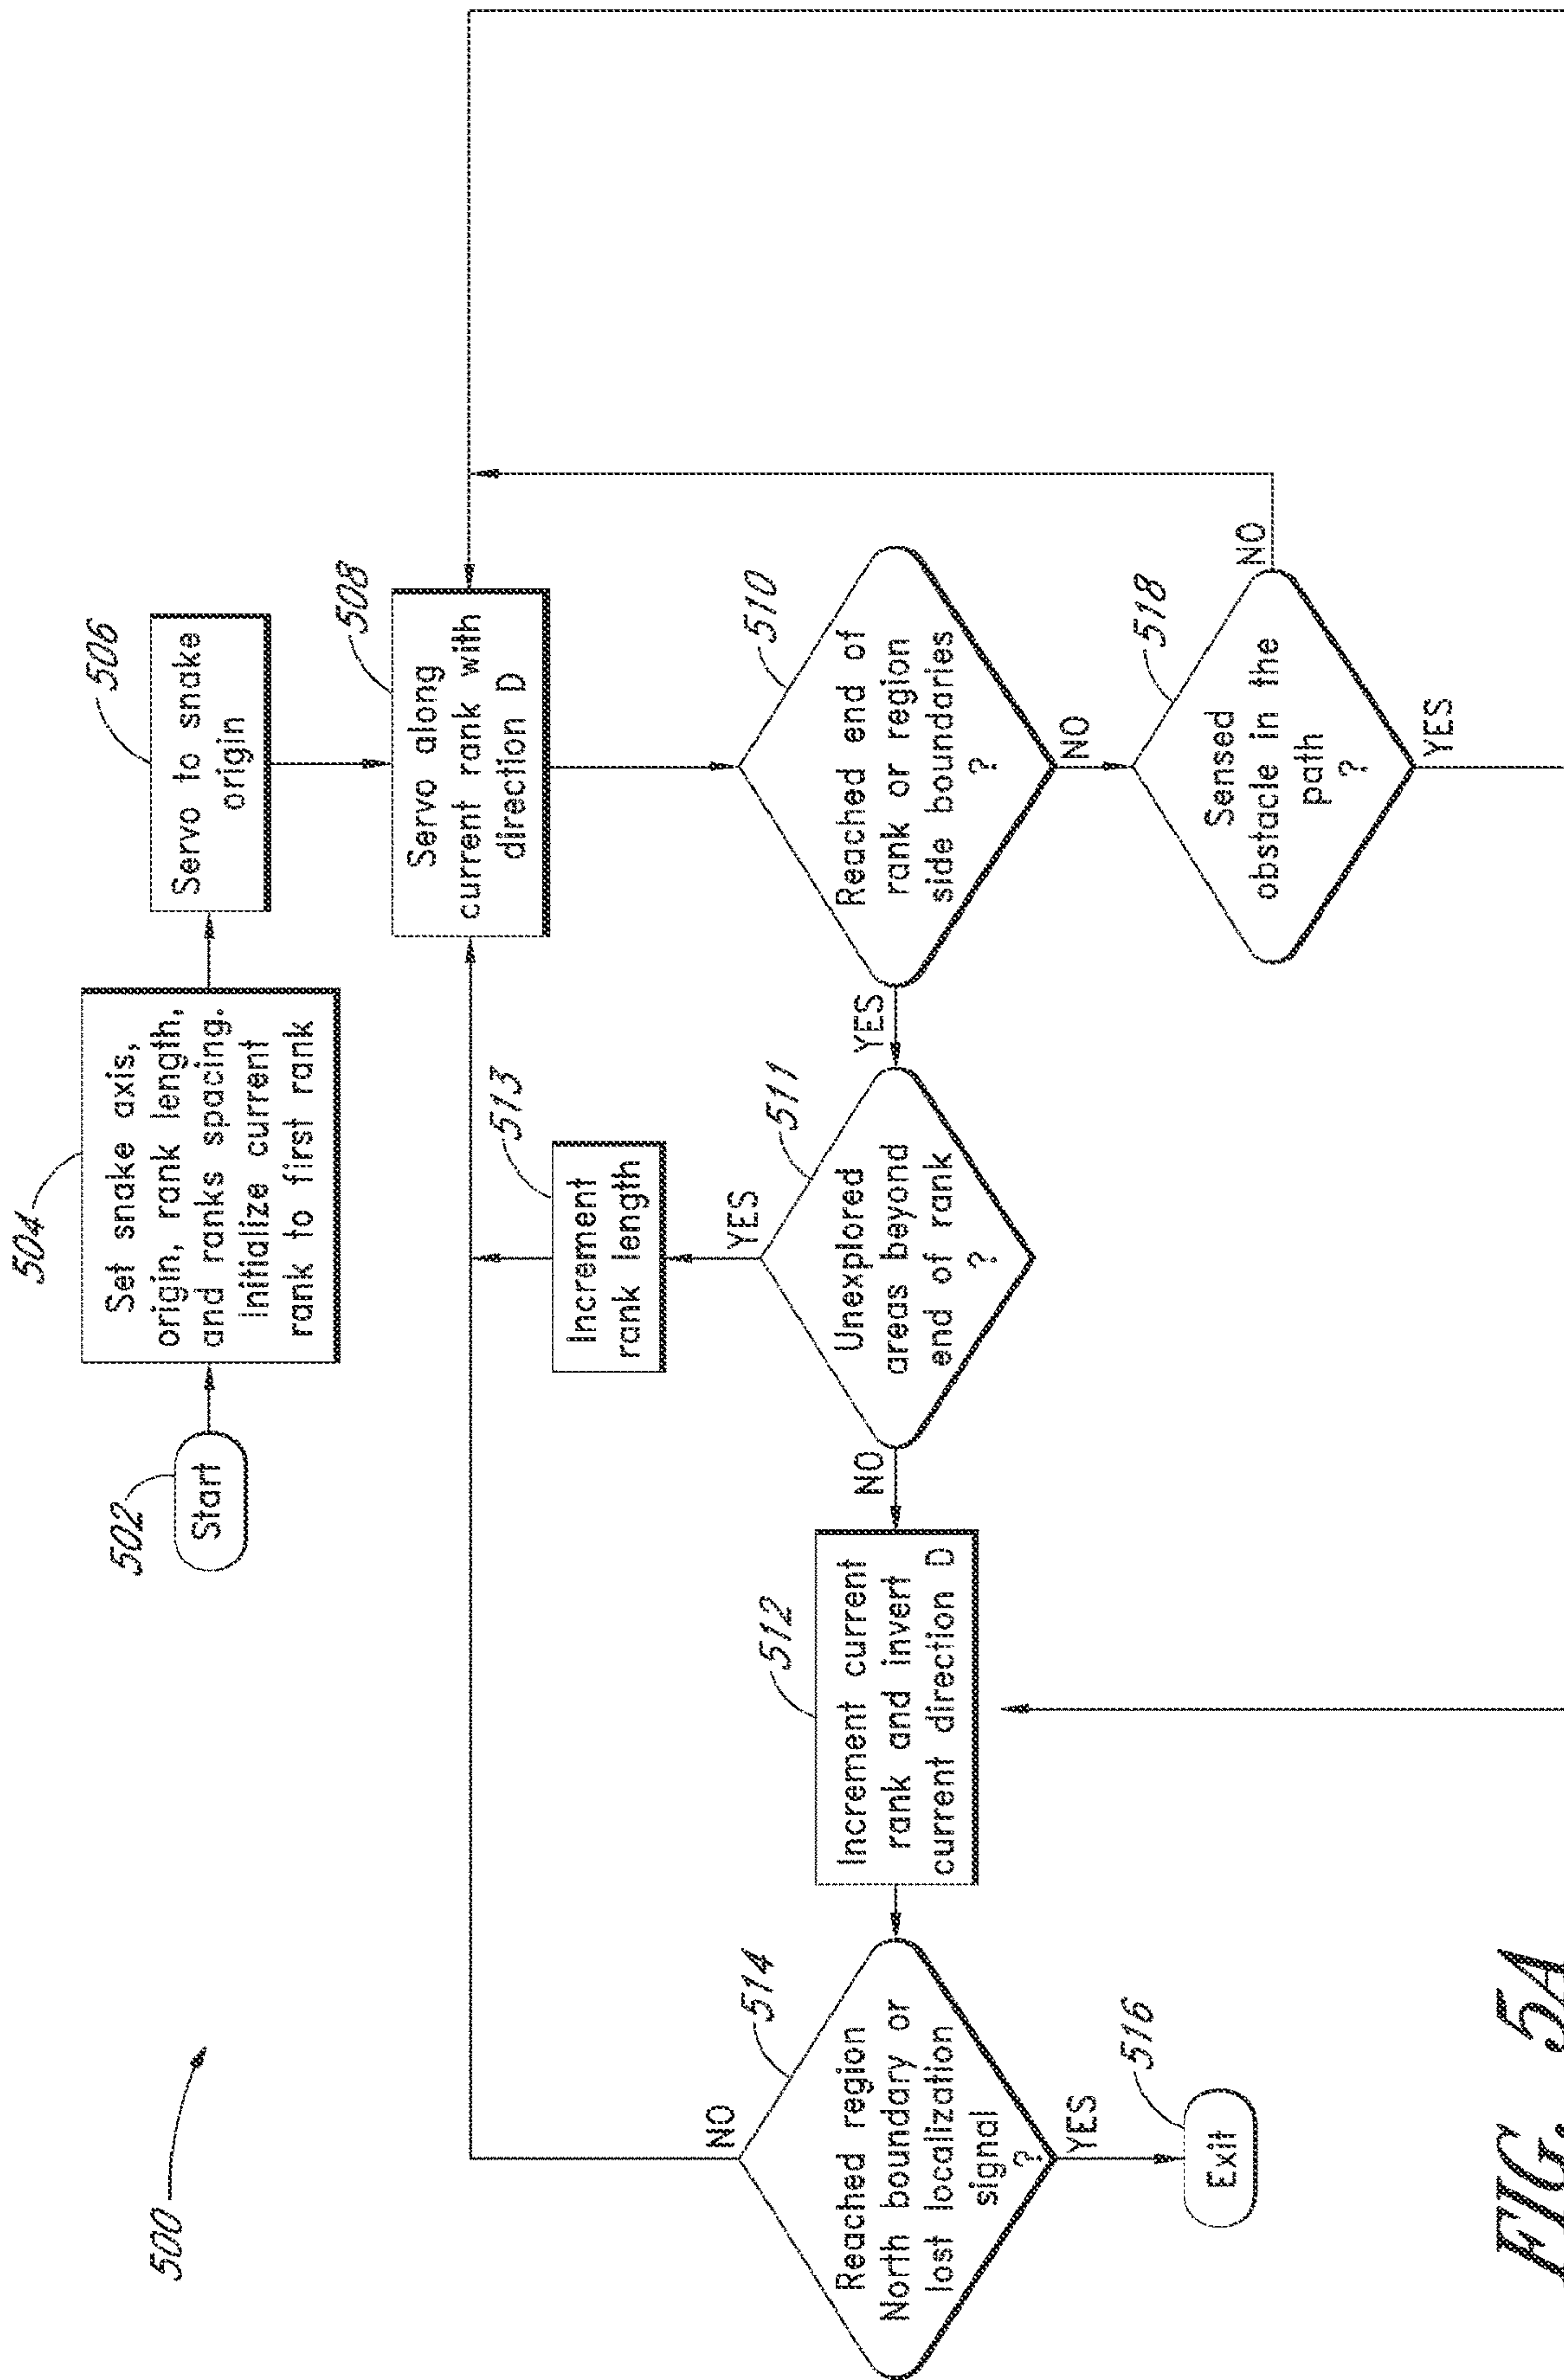 500
502
Start
504
Set snake axis,
origin, rank length,
and ranks spacing.
Initialize current
rank to first rank
506
Servo to snake
origin
508
Servo along
current rank with
direction D
510
Reached end of
rank or region
side boundaries
?
YES
NO
511
Unexplored
areas beyond
end of rank
?
YES
NO
513
Increment
rank length
512
Increment current
rank and invert
current direction D
514
Reached region
North boundary or
lost localization
signal
?
NO
YES
516
Exit
518
Sensed
obstacle in the
path
?
NO
YES
FIG. 5A